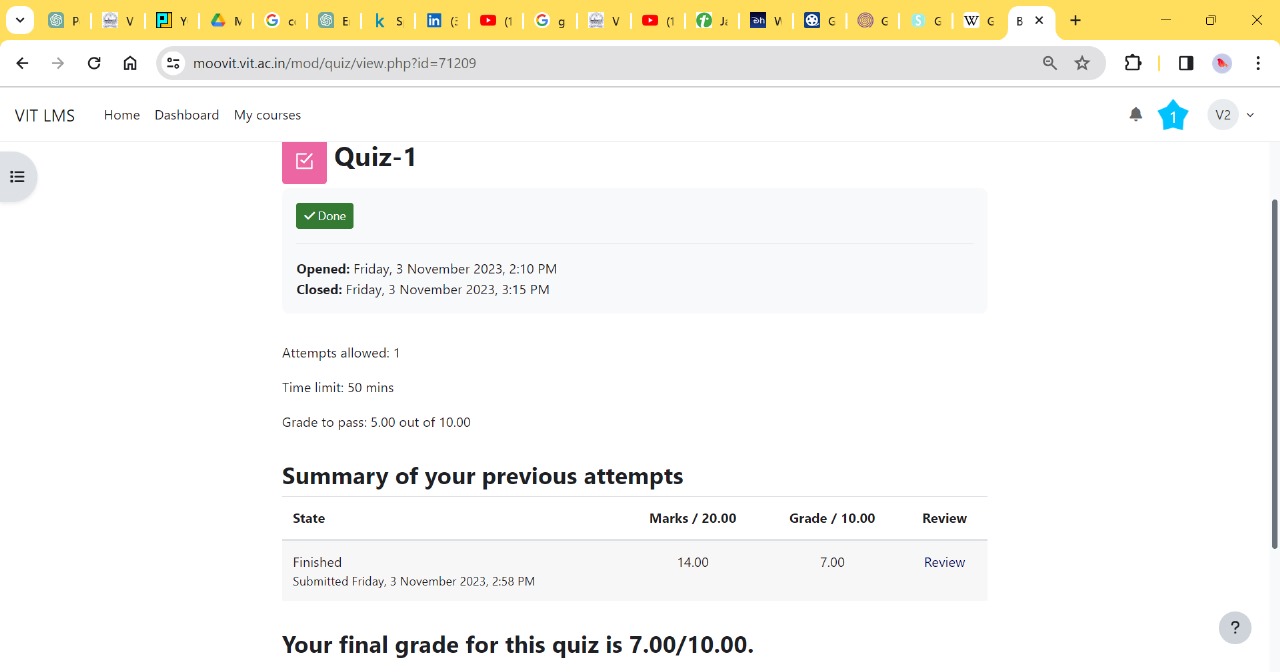 P
V
Y
M
G
E
k
S
in
(3
(1
G
g
V
(1
Ja
ah
G
G
S
G
W
G
B
moovit.vit.ac.in/mod/quiz/view.php?id=71209
VIT LMS Home Dashboard My courses
1
V2
Quiz-1
Done
Opened: Friday, 3 November 2023, 2:10 PM
Closed: Friday, 3 November 2023, 3:15 PM
Attempts allowed: 1
Time limit: 50 mins
Grade to pass: 5.00 out of 10.00
Summary of your previous attempts
State Marks / 20.00 Grade / 10.00 Review
Finished 14.00 7.00 Review
Submitted Friday, 3 November 2023, 2:58 PM
?
Your final grade for this quiz is 7.00/10.00.